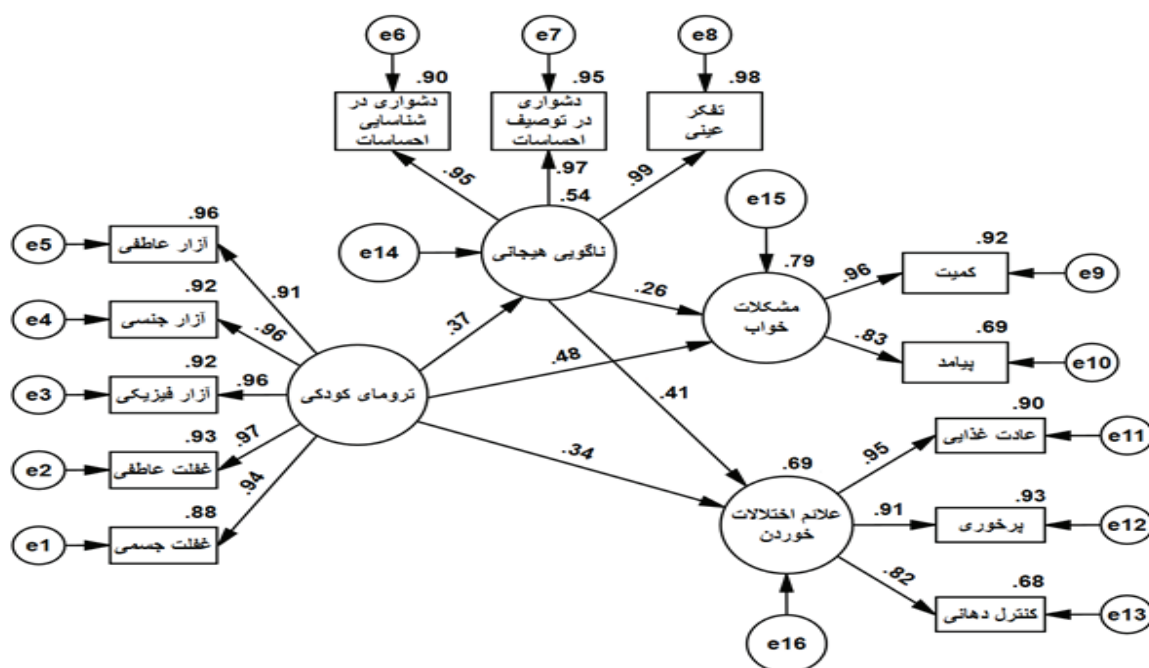 e6
e7
e8
.90
.95
.98
دشواری در
شناسایی
احساسات
دشواری
در توصیف
احساسات
تفکر
عینی
.95
.97
.99
.54
e15
e14
ناگویی هیجانی
.79
مشکلات
خواب
.96
.92
کمیت
e9
.83
.69
پیامد
e10
.26
.96
e5
آزار عاطفی
.91
.92
e4
آزار جنسی
.96
.92
e3
آزار فیزیکی
.96
.93
e2
غفلت عاطفی
.97
.88
e1
غفلت جسمی
.94
ترومای کودکی
.37
.48
.41
.34
.69
علائم اختلالات
خوردن
e16
.95
.90
عادت غذایی
e11
.91
.93
پرخوری
e12
.82
.68
کنترل دهانی
e13